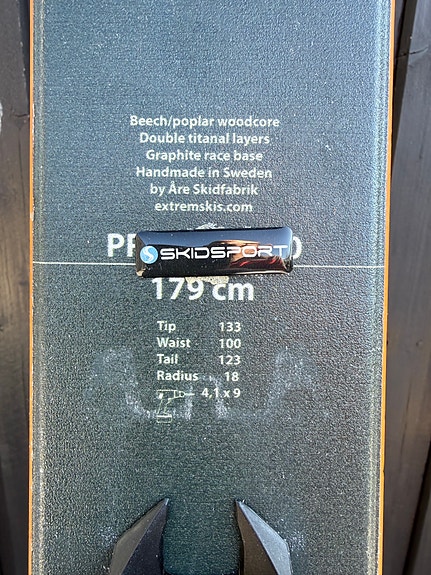 Beech/poplar woodcore
Double titanal layers
Graphite race base
Handmade in Sweden
by Åre Skidfabrik
extremskis.com
SKIDSPORT
179 cm
Tip 133
Waist 100
Tail 123
Radius 18
4,1 x 9